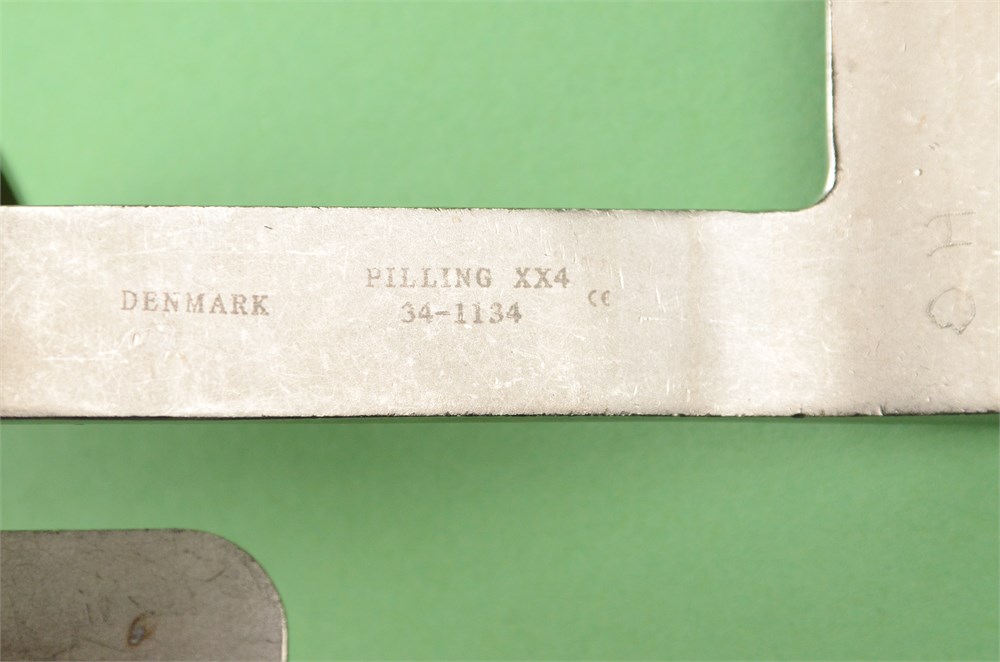 DENMARK
PILLING XX4
34-1134
CE